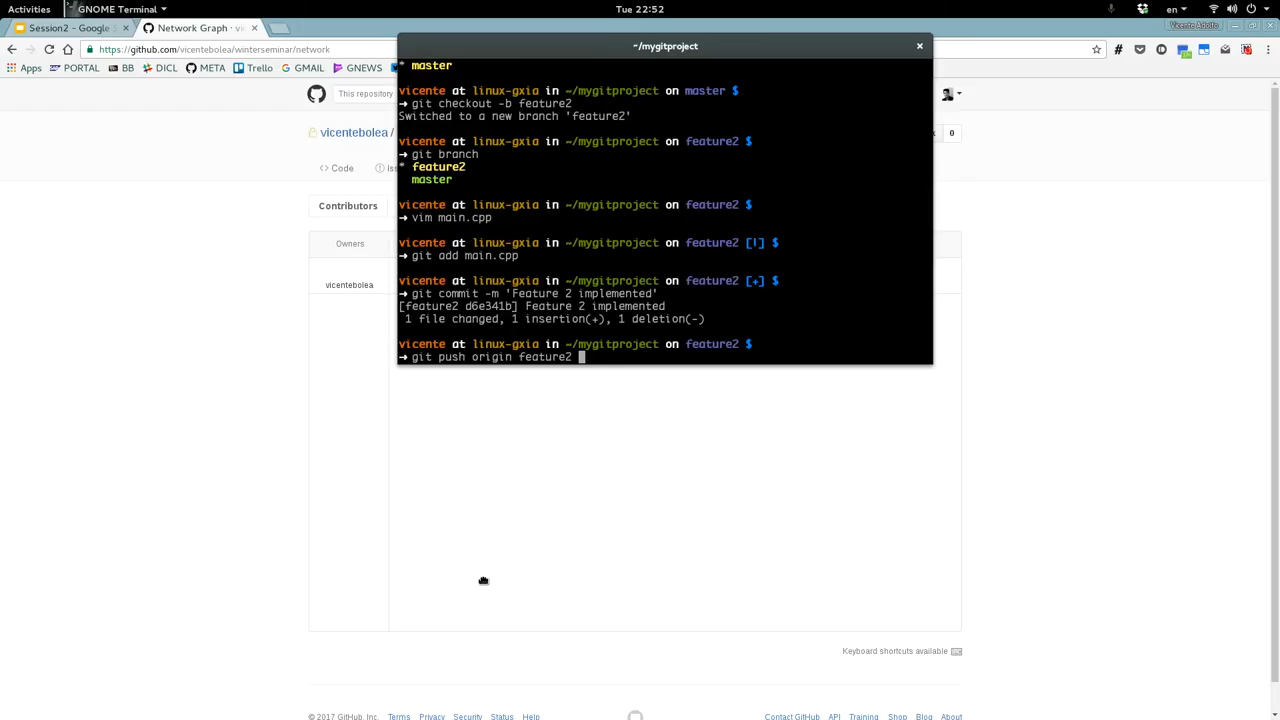 Activities GNOME Terminal Tue 22:52 en
Session2 - Google S Network Graph · vic Vicente Adolfo
https://github.com/vicentebolea/winterseminar/network
Apps PORTAL BB DICL META Trello GMAIL GNEWS
~/mygitproject
* master
vicente at linux-gxia in ~/mygitproject on master $
➜ git checkout -b feature2
Switched to a new branch 'feature2'
vicente at linux-gxia in ~/mygitproject on feature2 $
➜ git branch
* feature2
master
vicente at linux-gxia in ~/mygitproject on feature2 $
➜ vim main.cpp
vicente at linux-gxia in ~/mygitproject on feature2 [!] $
➜ git add main.cpp
vicente at linux-gxia in ~/mygitproject on feature2 [+] $
➜ git commit -m 'Feature 2 implemented'
[feature2 d6e341b] Feature 2 implemented
1 file changed, 1 insertion(+), 1 deletion(-)
vicente at linux-gxia in ~/mygitproject on feature2 $
➜ git push origin feature2
This repository
vicentebolea / 0
<> Code Iss
Contributors
Owners
vicentebolea
Keyboard shortcuts available
© 2017 GitHub, Inc. Terms Privacy Security Status Help Contact GitHub API Training Shop Blog About